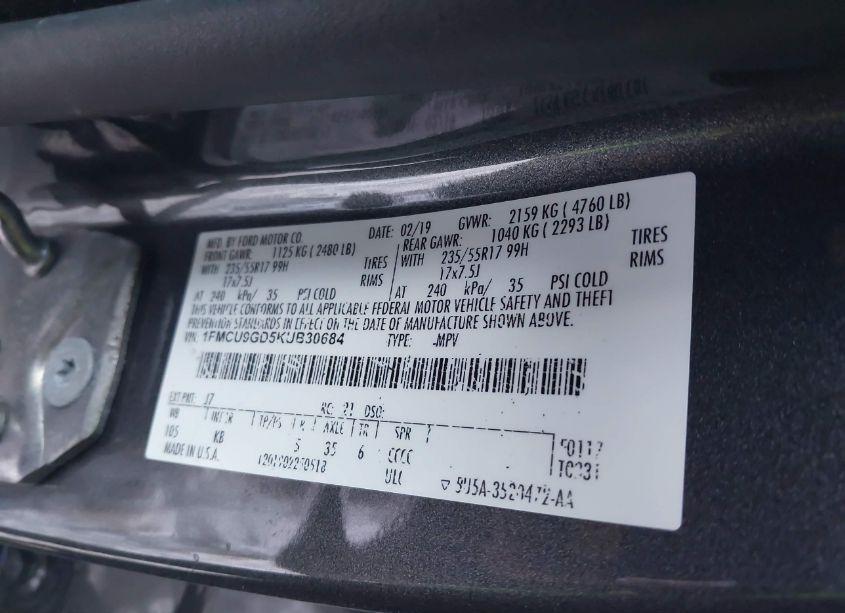 MFD. BY FORD MOTOR CO. DATE: 02/19 GVWR: 2159 KG ( 4760 LB)
FRONT GAWR: 1125 KG ( 2480 LB) REAR GAWR: 1040 KG ( 2293 LB)
WITH 235/55R17 99H TIRES WITH 235/55R17 99H TIRES
17x7.5J RIMS 17x7.5J RIMS
AT 240 kPa/ 35 PSI COLD AT 240 kPa/ 35 PSI COLD
THIS VEHICLE CONFORMS TO ALL APPLICABLE FEDERAL MOTOR VEHICLE SAFETY AND THEFT
PREVENTION STANDARDS IN EFFECT ON THE DATE OF MANUFACTURE SHOWN ABOVE.
VIN: 1FMCU9GD5KUB30684 TYPE: MPV
EXT PNT: J7 RC: 21 DSO:
WB INT TR TP/PS R AXLE TR SPR
105 KB 5 35 6 CCCC
MADE IN U.S.A.